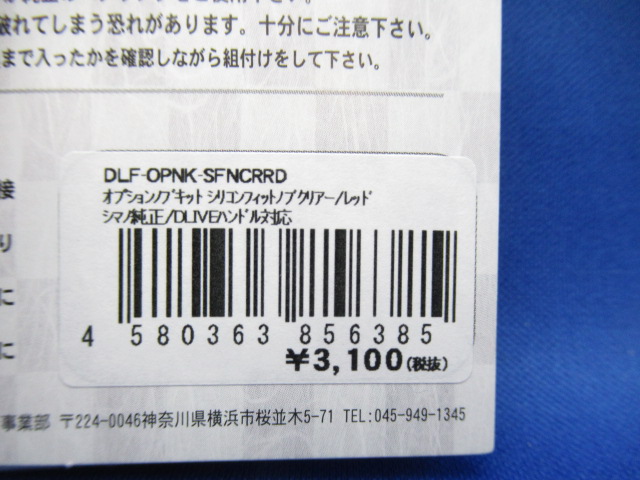 破れてしまう恐れがあります。十分にご注意下さい。
まで入ったかを確認しながら組付けをして下さい。
接
DLF-OPNK-SFNCRRD
オプションノブキット シリコンフィットノブクリアー/レッド
シマノ純正/DLIVEハンドル対応
り
に
4 580363 856385
¥3,100(税抜)
に
事業部 〒224-0046神奈川県横浜市桜並木5-71 TEL:045-949-1345